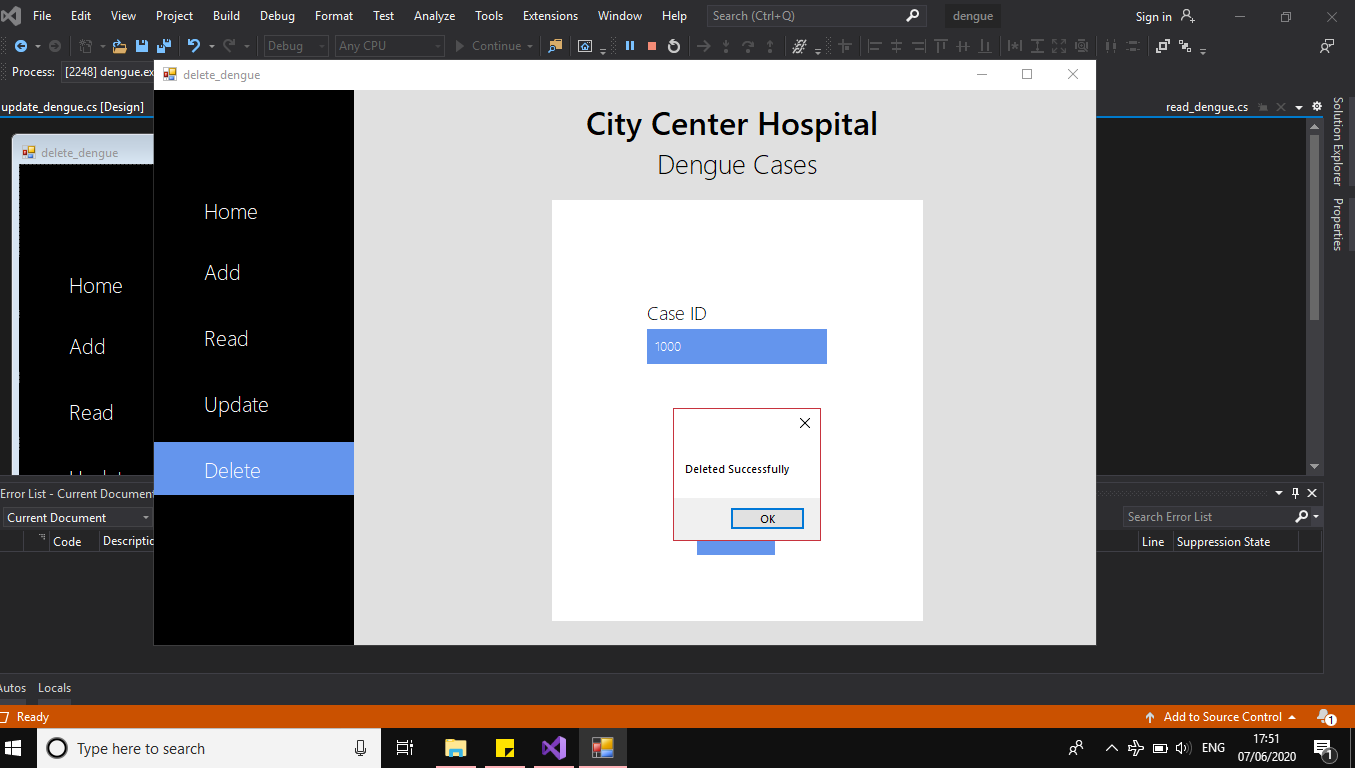 File Edit View Project Build Debug Format Test Analyze Tools Extensions Window Help Search (Ctrl+Q) dengue Sign in
Debug Any CPU Continue
Process: [2248] dengue.ex
delete_dengue
update_dengue.cs [Design]
read_dengue.cs
delete_dengue
Home
Add
Read
Home
Add
Read
Update
Delete
City Center Hospital
Dengue Cases
Case ID
1000
Deleted Successfully
OK
Solution Explorer
Properties
Error List - Current Document
Current Document
Search Error List
Code Descriptio
Line Suppression State
Autos Locals
Ready
Add to Source Control
1
Type here to search
ENG
17:51
07/06/2020
1